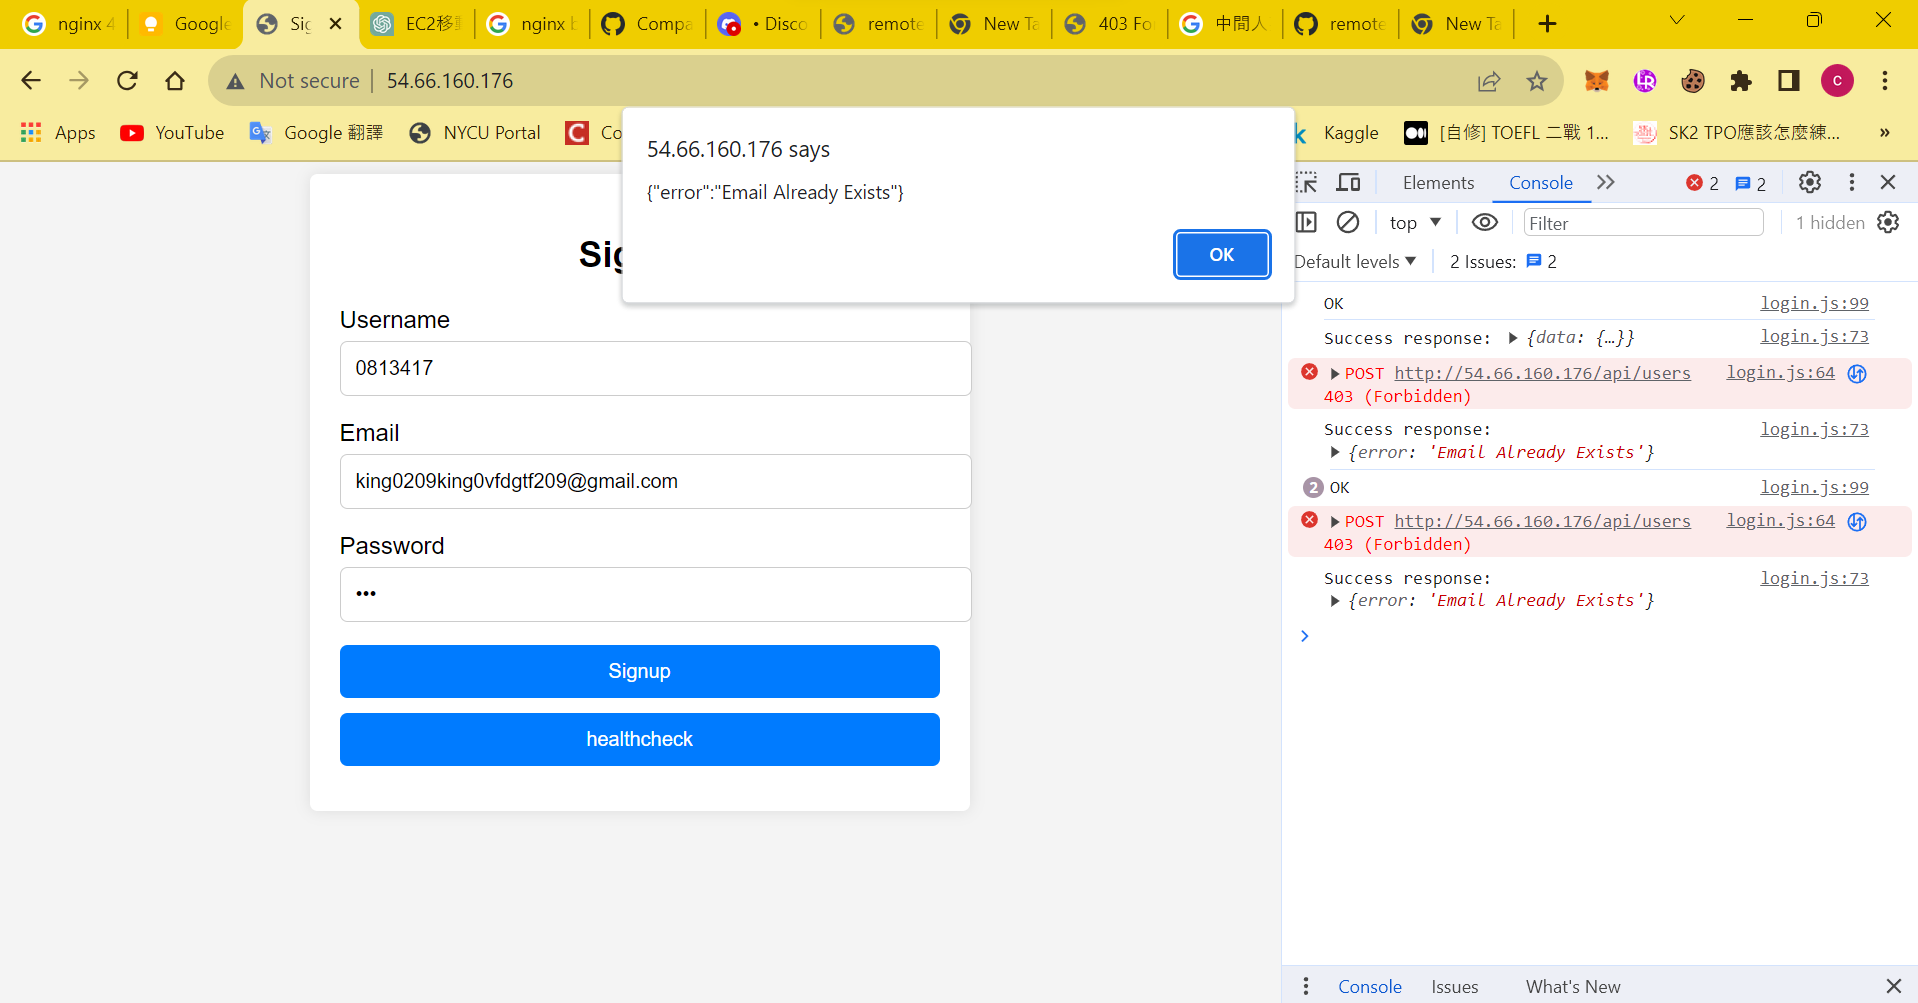 nginx 4
Google
Sig
EC2移動
nginx b
Compa
• Disco
remote
New Ta
403 Fo
中間人
remote
New Ta
Not secure
54.66.160.176
Apps
YouTube
Google 翻譯
NYCU Portal
Co
Kaggle
[自修] TOEFL 二戰 1...
SK2 TPO應該怎麼練...
»
54.66.160.176 says
{"error":"Email Already Exists"}
OK
Sig
Username
0813417
Email
king0209king0vfdgtf209@gmail.com
Password
•••
Signup
healthcheck
Elements
Console
2
2
top
Filter
1 hidden
Default levels
2 Issues:
2
OK login.js:99
Success response: {data: {…}} login.js:73
POST http://54.66.160.176/api/users login.js:64
403 (Forbidden)
Success response: login.js:73
{error: 'Email Already Exists'}
2 OK login.js:99
POST http://54.66.160.176/api/users login.js:64
403 (Forbidden)
Success response: login.js:73
{error: 'Email Already Exists'}
Console
Issues
What's New